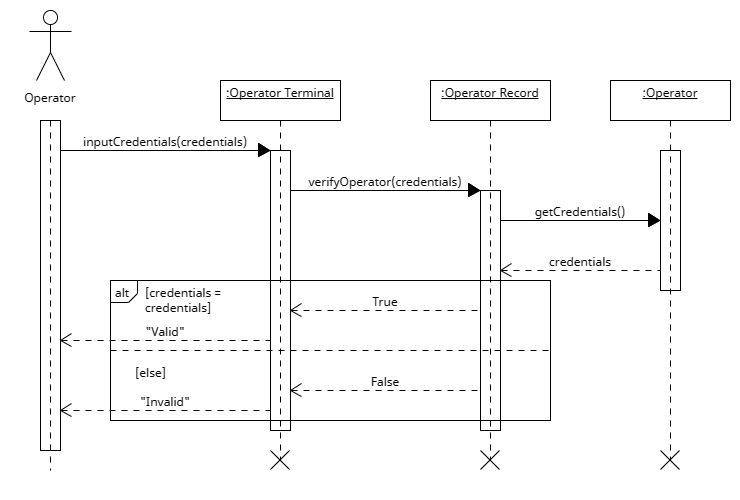 Operator
:Operator Terminal
:Operator Record
:Operator
inputCredentials(credentials)
verifyOperator(credentials)
getCredentials()
credentials
alt
[credentials =
credentials]
True
"Valid"
[else]
False
"Invalid"